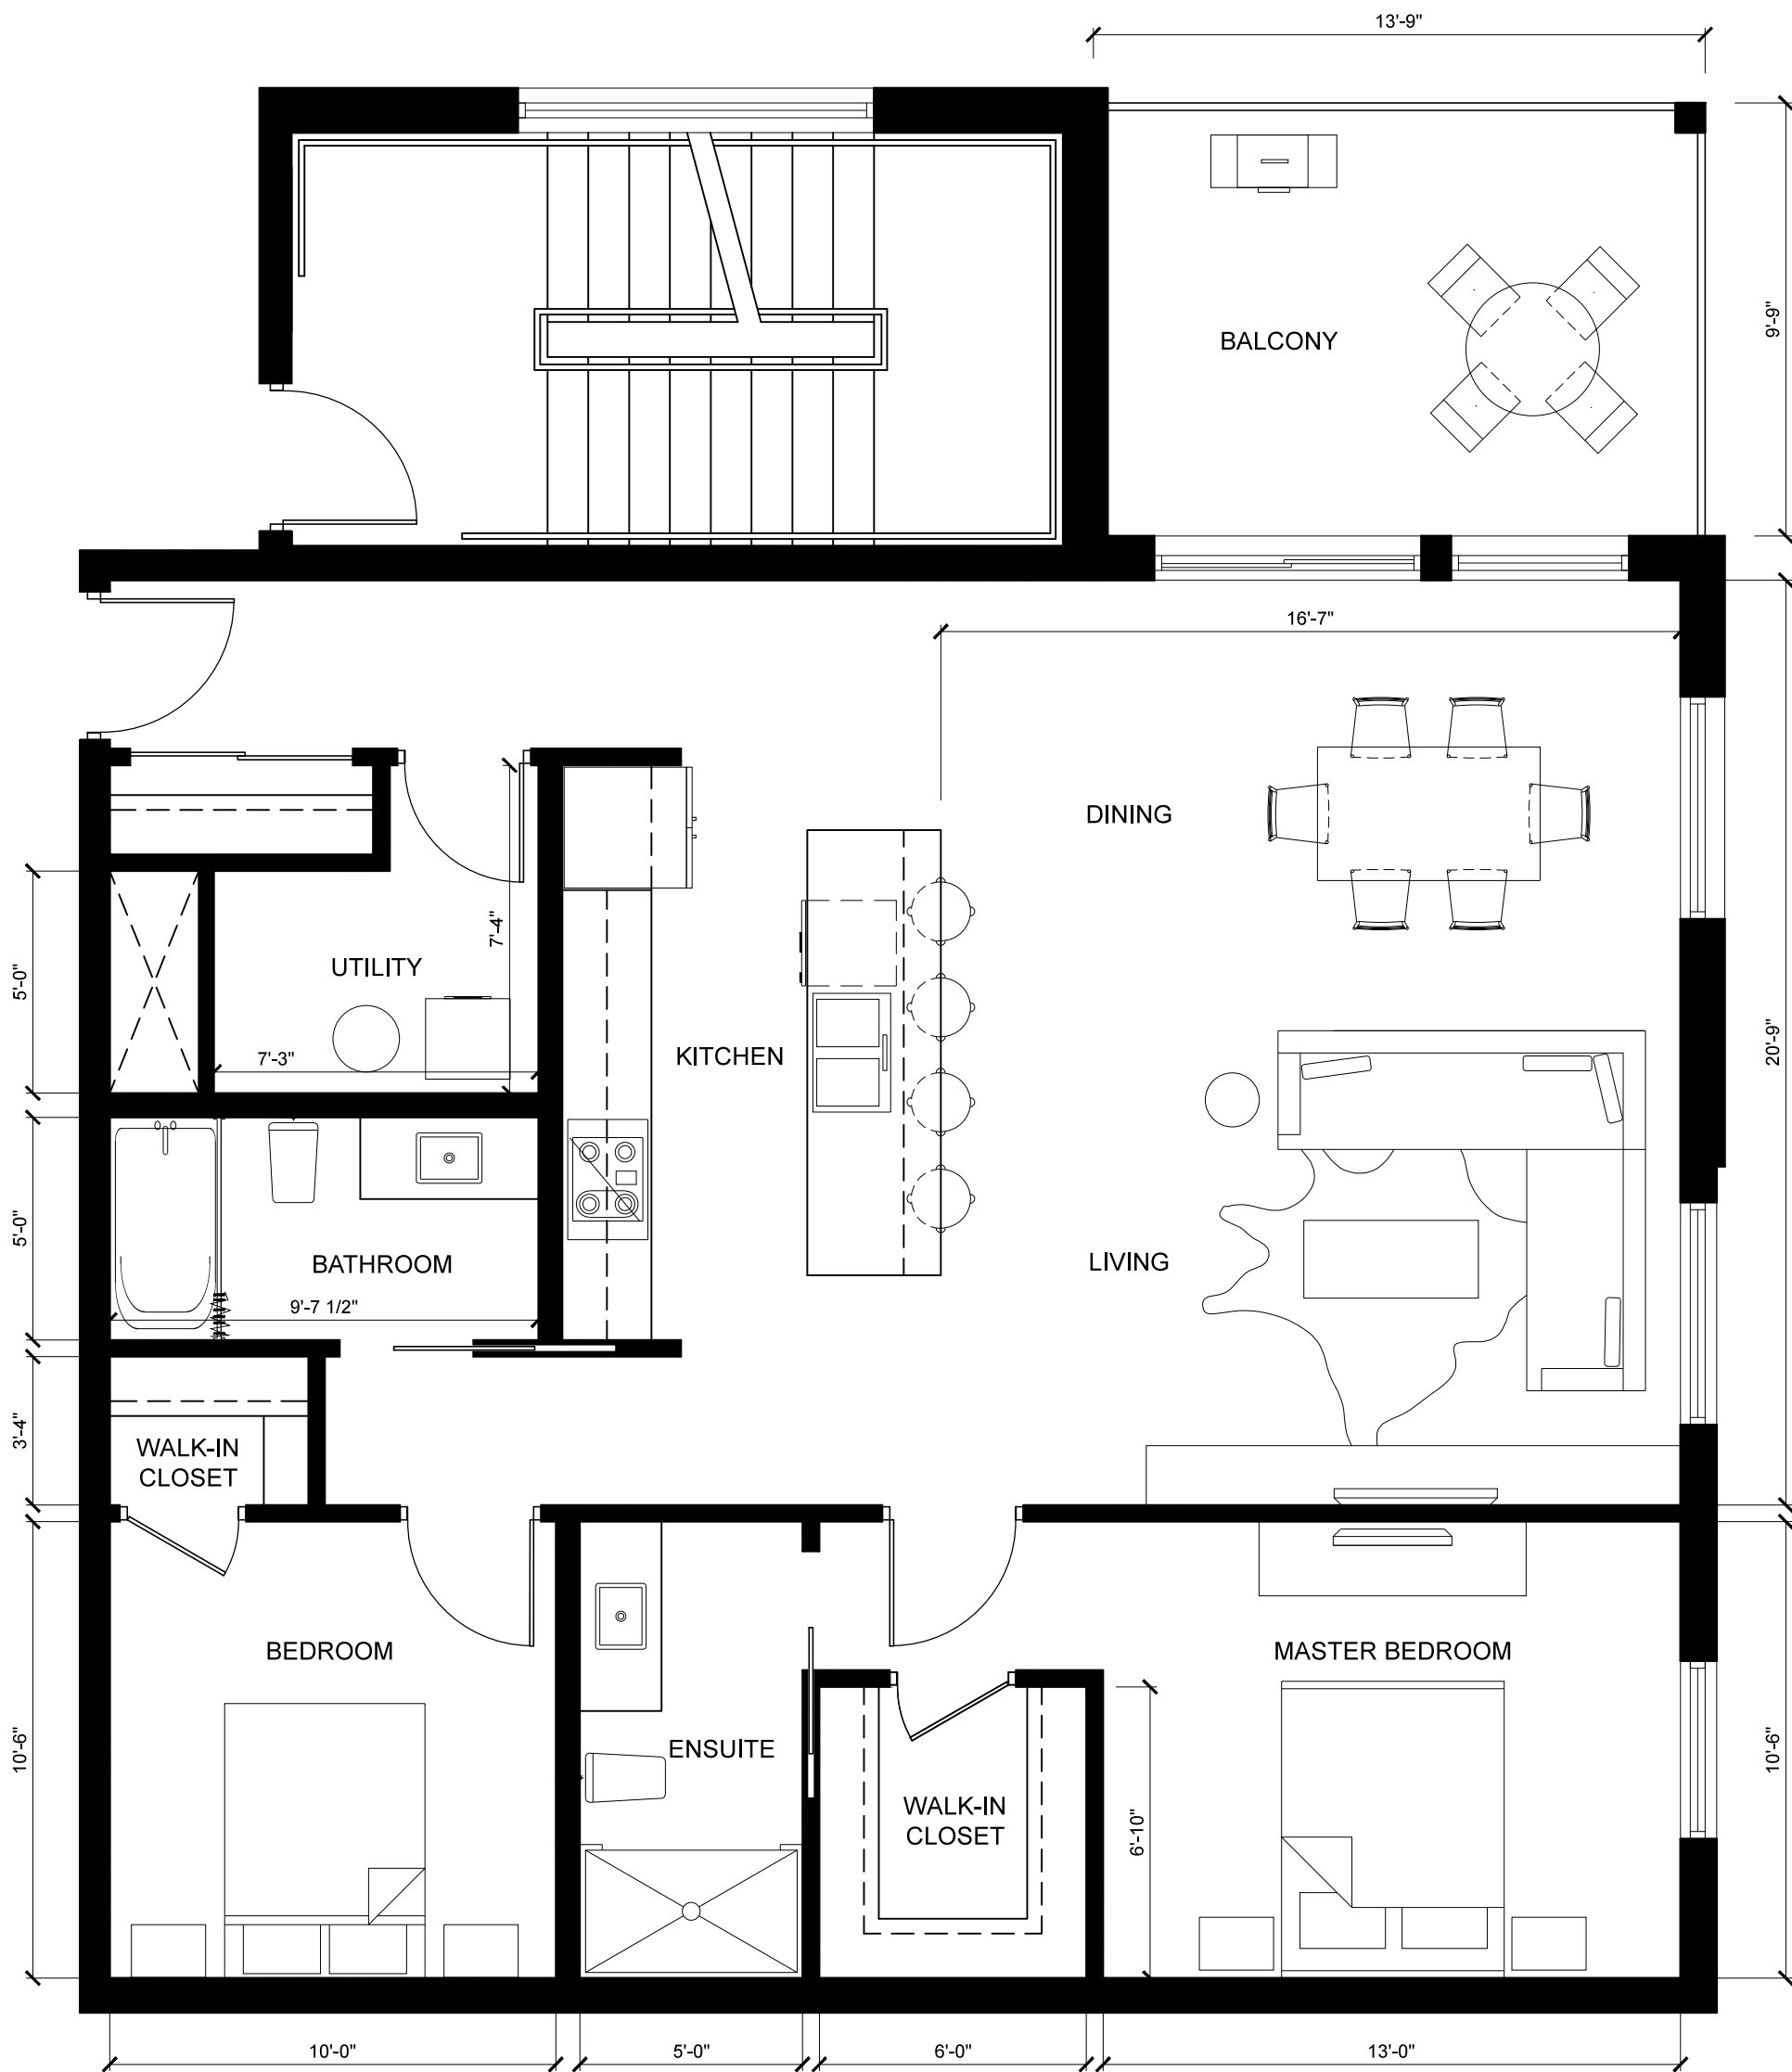 13'-9"
9'-9"
BALCONY
16'-7"
DINING
7'-4"
5'-0"
UTILITY
20'-9"
7'-3"
KITCHEN
5'-0"
BATHROOM
LIVING
9'-7 1/2"
3'-4"
WALK-IN
CLOSET
BEDROOM
MASTER BEDROOM
10'-6"
ENSUITE
10'-6"
WALK-IN
CLOSET
6'-10"
10'-0"
5'-0"
6'-0"
13'-0"